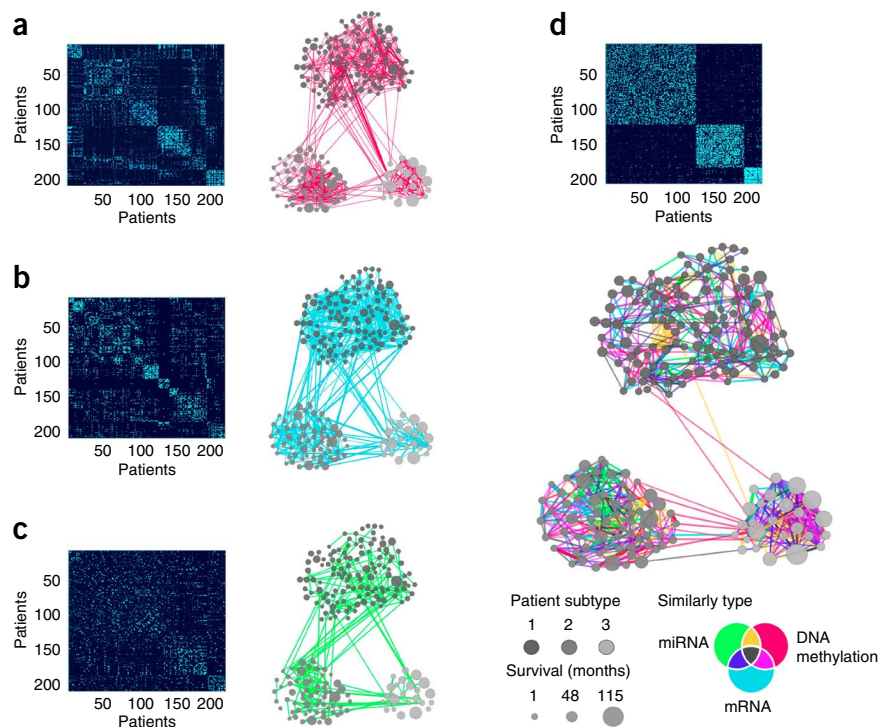 a
Patients
50
100
150
200
50 100 150 200
Patients
b
Patients
50
100
150
200
50 100 150 200
Patients
c
Patients
50
100
150
200
50 100 150 200
Patients
d
Patients
50
100
150
200
50 100 150 200
Patients
Patient subtype
1 2 3
Survival (months)
1 48 115
Similarly type
miRNA
DNA
methylation
mRNA